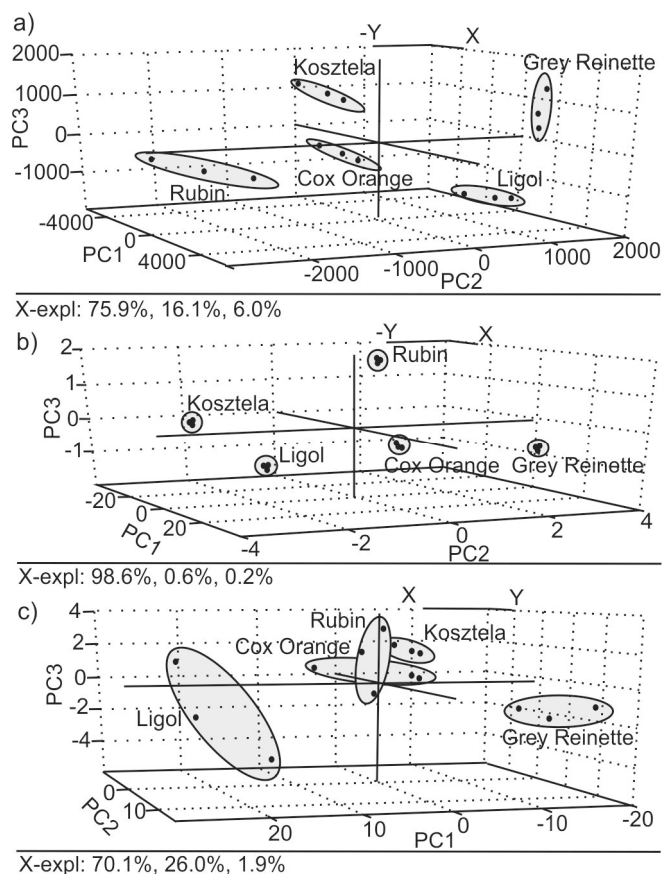 a)
-Y X
Kosztela Grey Reinette
Rubin Cox Orange Ligol
PC3
2000
1000
0
-1000
-4000
0
4000
PC1
-2000 -1000 0 1000 2000
PC2
X-expl: 75.9%, 16.1%, 6.0%
b)
-Y X
Rubin
Kosztela
Ligol Cox Orange Grey Reinette
PC3
2
1
0
-1
-20
0
20
PC1
-4 -2 0 2 4
PC2
X-expl: 98.6%, 0.6%, 0.2%
c)
X Y
Rubin Kosztela
Cox Orange
Ligol
Grey Reinette
PC3
4
2
0
-2
-4
0
10
PC2
20 10 0 -10 -20
PC1
X-expl: 70.1%, 26.0%, 1.9%